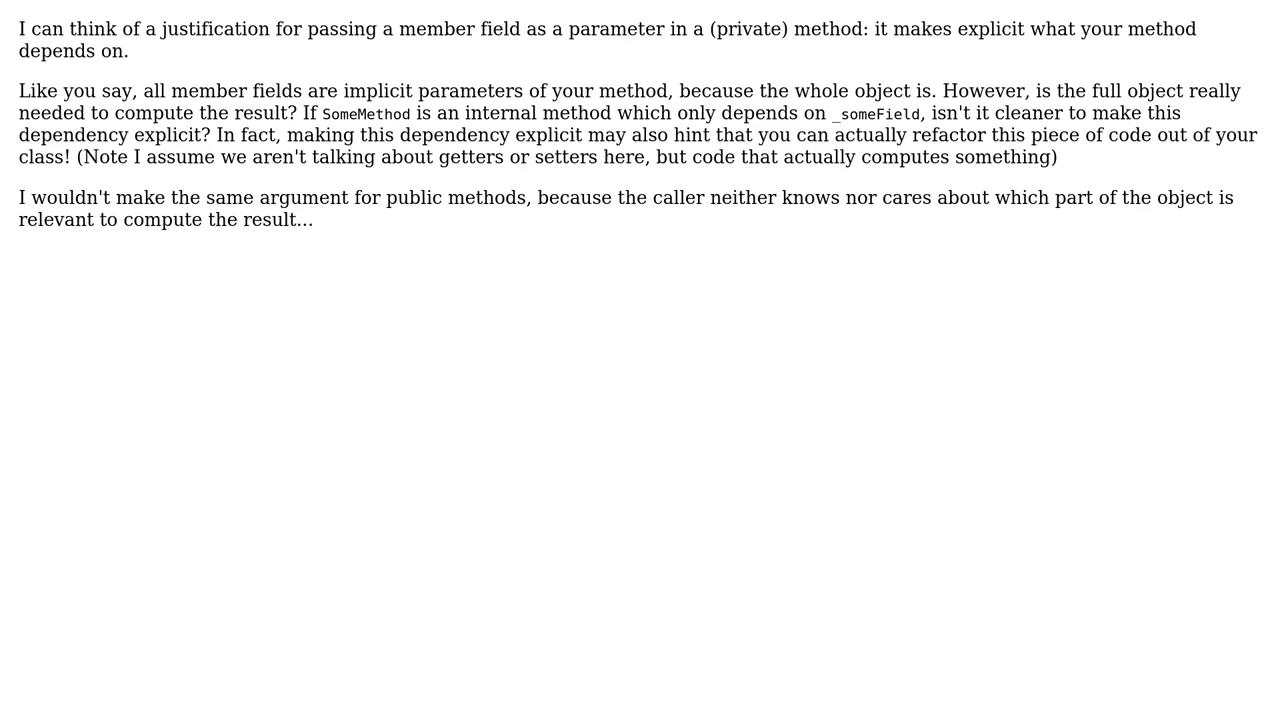 I can think of a justification for passing a member field as a parameter in a (private) method: it makes explicit what your method
depends on.
Like you say, all member fields are implicit parameters of your method, because the whole object is. However, is the full object really
needed to compute the result? If SomeMethod is an internal method which only depends on _someField, isn't it cleaner to make this
dependency explicit? In fact, making this dependency explicit may also hint that you can actually refactor this piece of code out of your
class! (Note I assume we aren't talking about getters or setters here, but code that actually computes something)
I wouldn't make the same argument for public methods, because the caller neither knows nor cares about which part of the object is
relevant to compute the result...